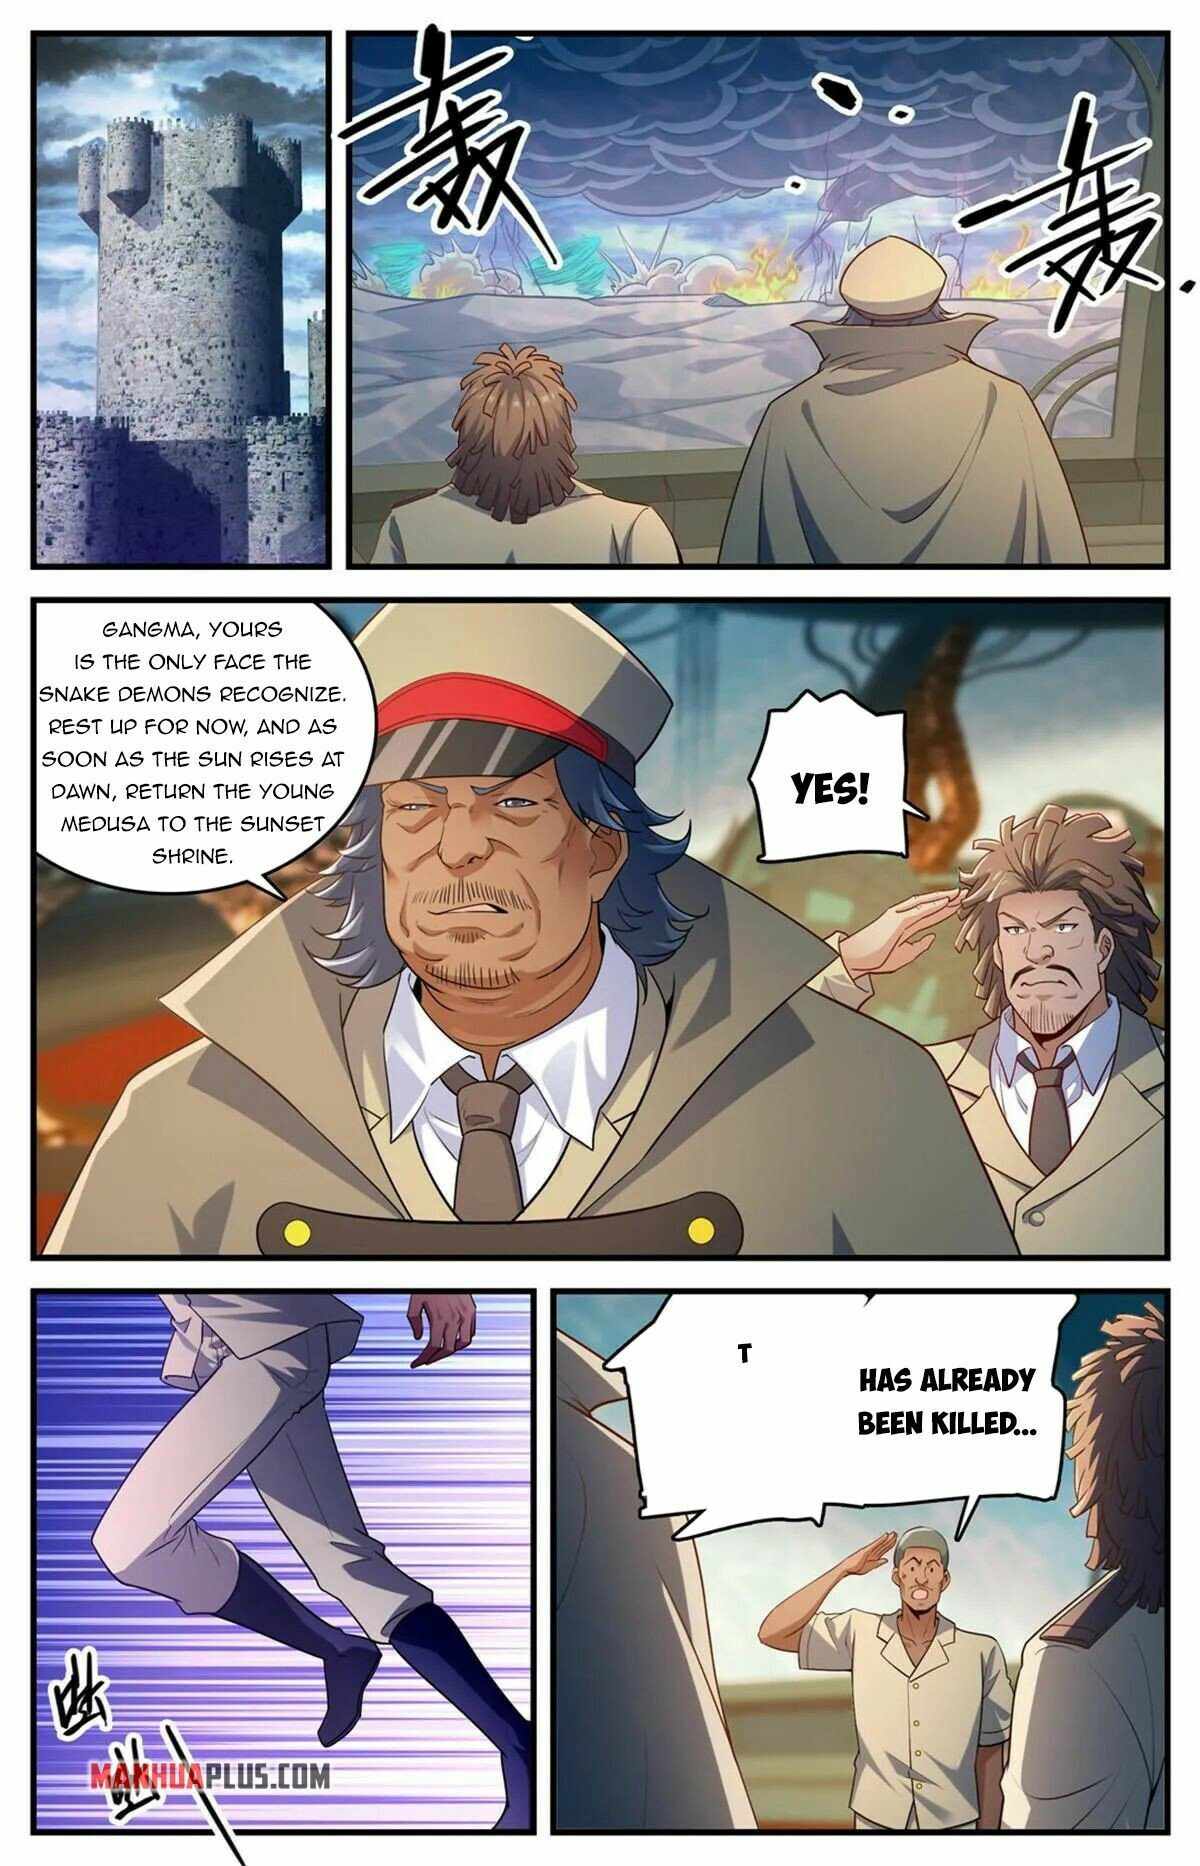 轰
轰
GANGMA, YOURS
IS THE ONLY FACE THE
SNAKE DEMONS RECOGNIZE.
REST UP FOR NOW, AND AS
SOON AS THE SUN RISES AT
DAWN, RETURN THE YOUNG
MEDUSA TO THE SUNSET
SHRINE.
YES!
T
HAS ALREADY
BEEN KILLED...
MAKHUAPLUS.COM